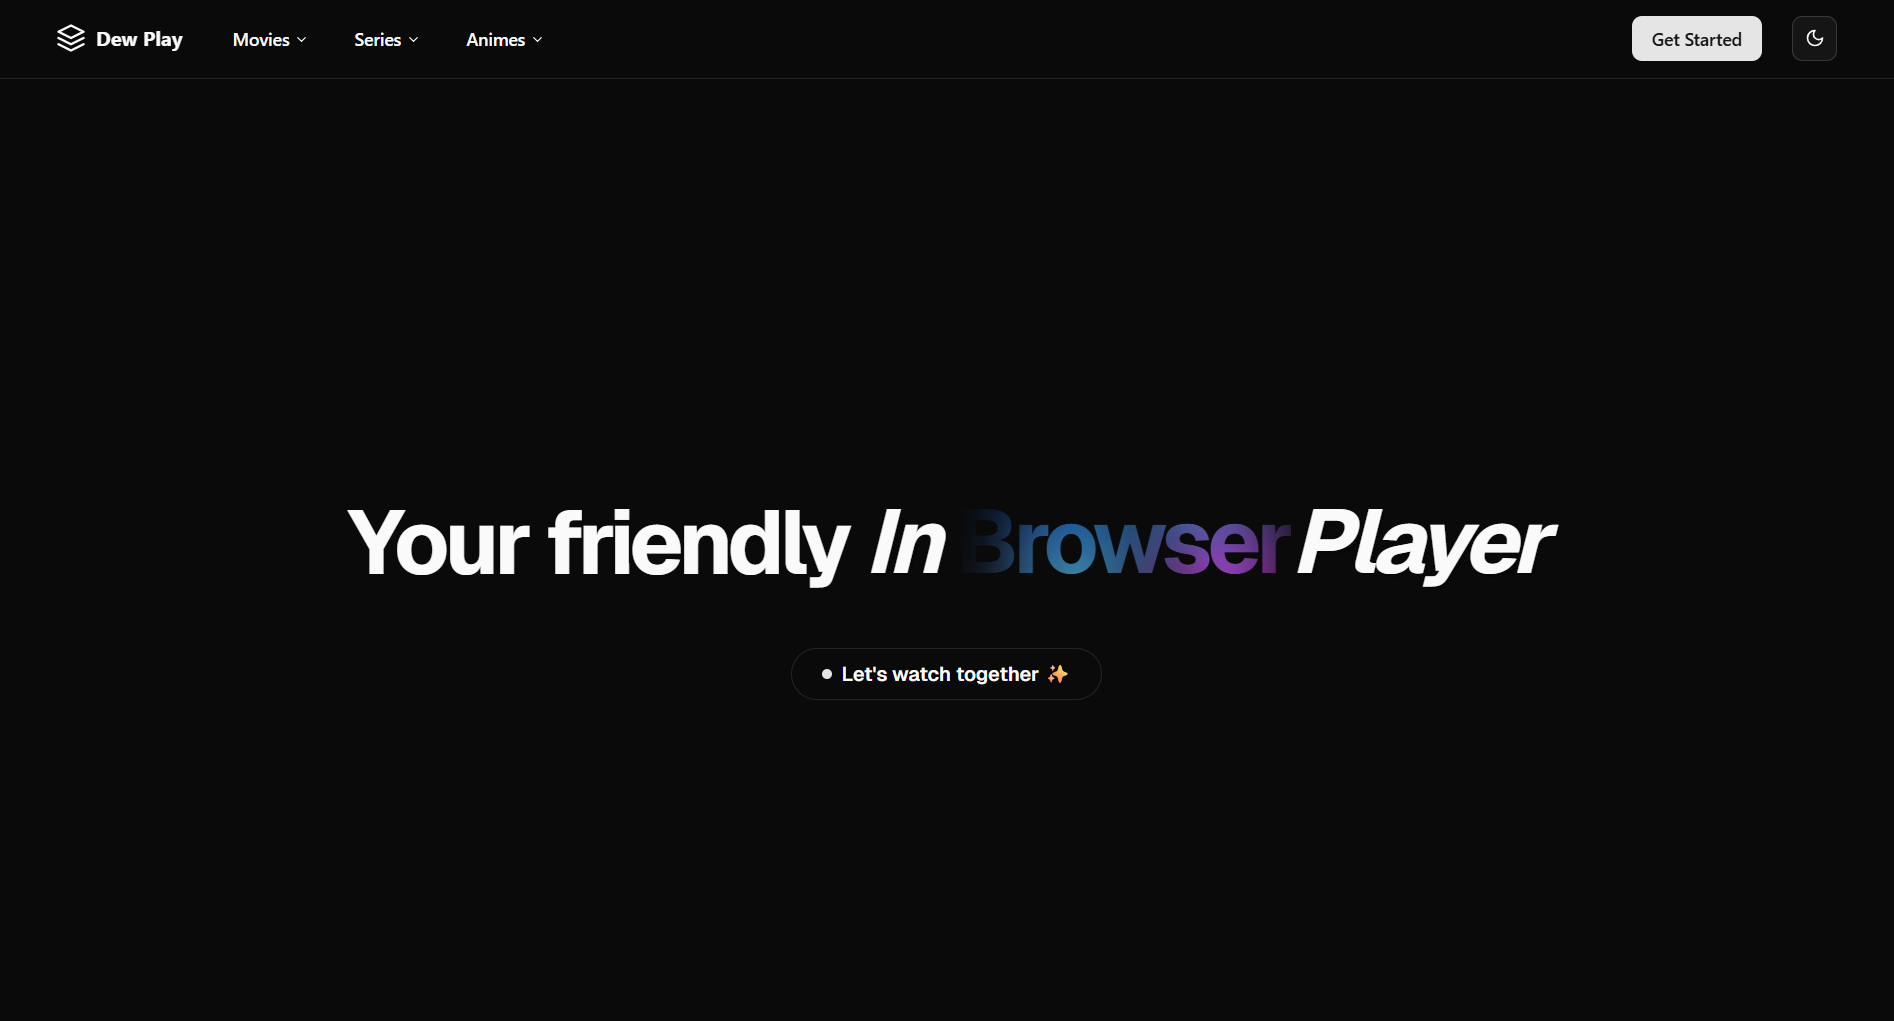 Dew Play Movies Series Animes Get Started
Your friendly In Browser Player
Let's watch together ✨